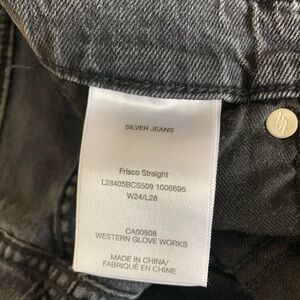 SILVER JEANS
Frisco Straight
L28405BCS509 1006696
W24/L28
CA00508
WESTERN GLOVE WORKS
MADE IN CHINA/
FABRIQUÉ EN CHINE